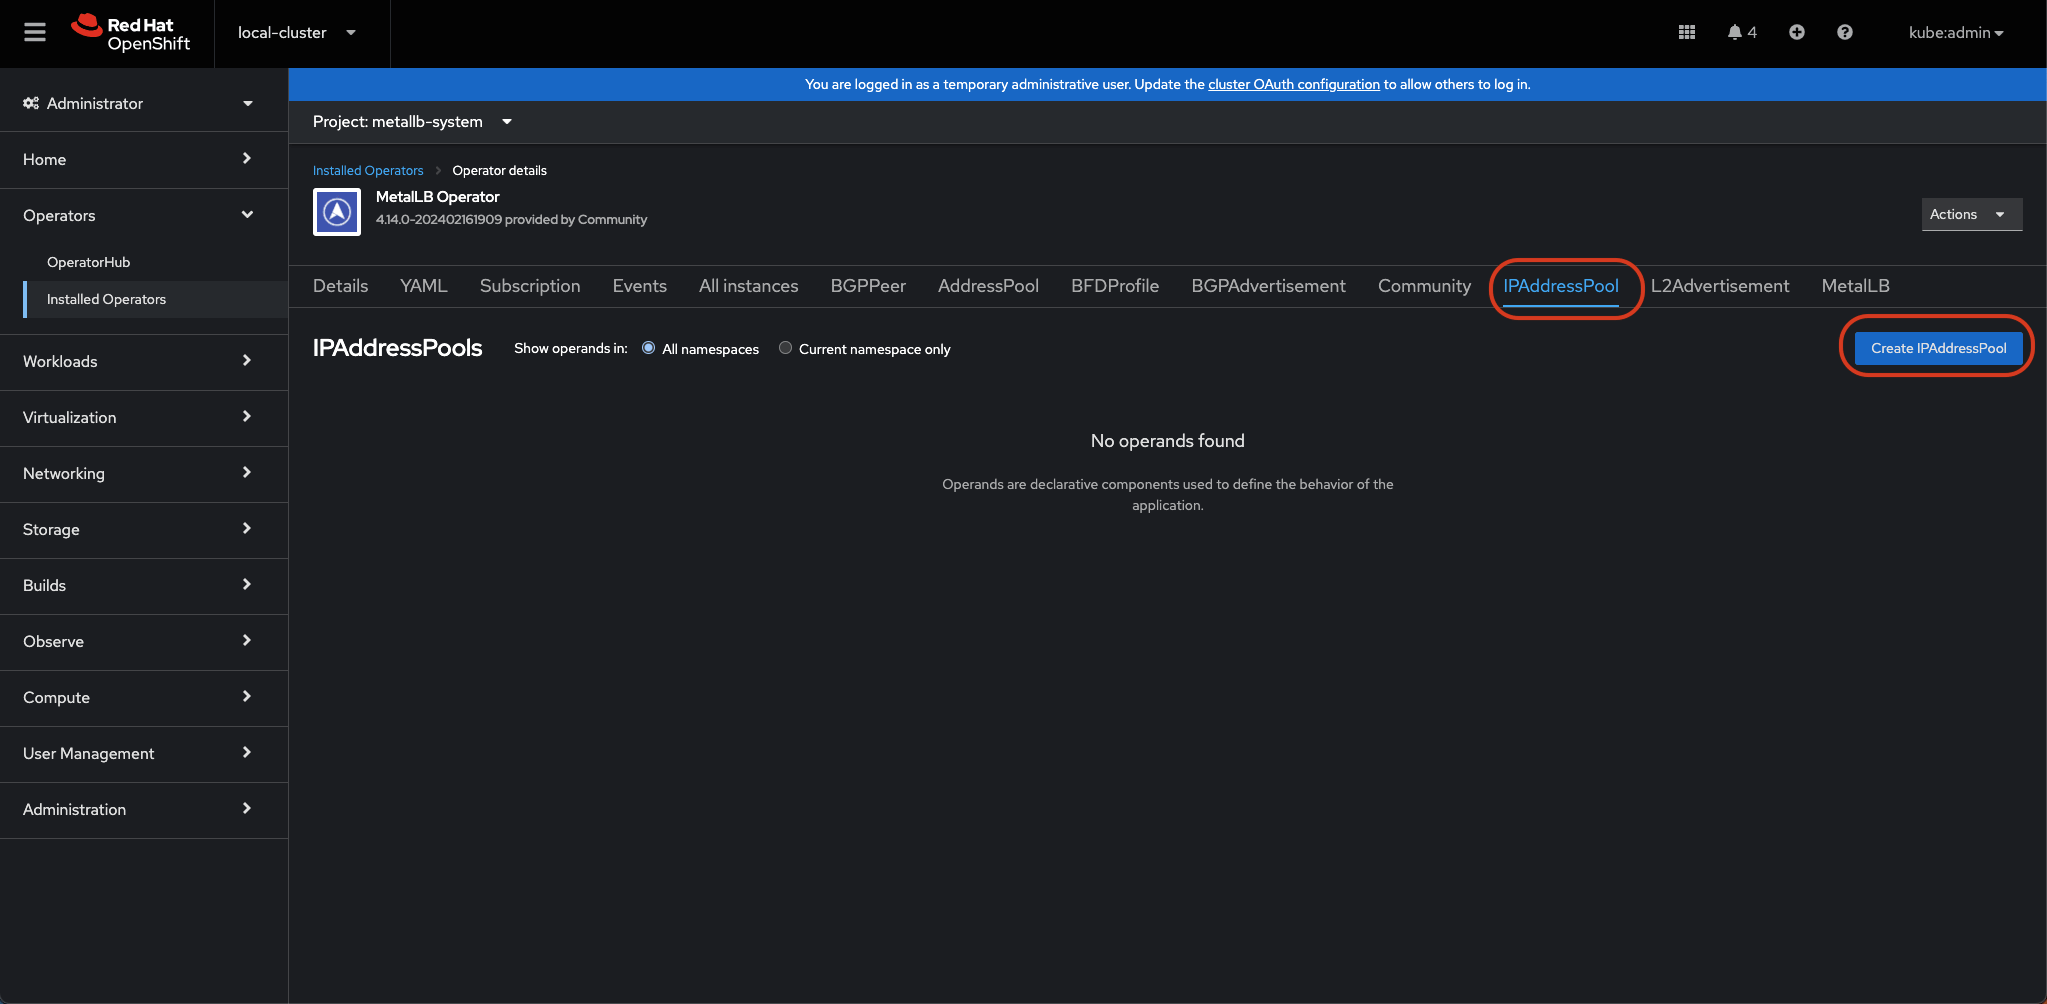 Red Hat
OpenShift
local-cluster
4
kube:admin
Administrator
Home
Operators
OperatorHub
Installed Operators
Workloads
Virtualization
Networking
Storage
Builds
Observe
Compute
User Management
Administration
You are logged in as a temporary administrative user. Update the cluster OAuth configuration to allow others to log in.
Project: metallb-system
Installed Operators Operator details
MetalLB Operator
4.14.0-202402161909 provided by Community
Actions
Details YAML Subscription Events All instances BGPPeer AddressPool BFDProfile BGPAdvertisement Community IPAddressPool L2Advertisement MetalLB
IPAddressPools Show operands in: All namespaces Current namespace only Create IPAddressPool
No operands found
Operands are declarative components used to define the behavior of the
application.